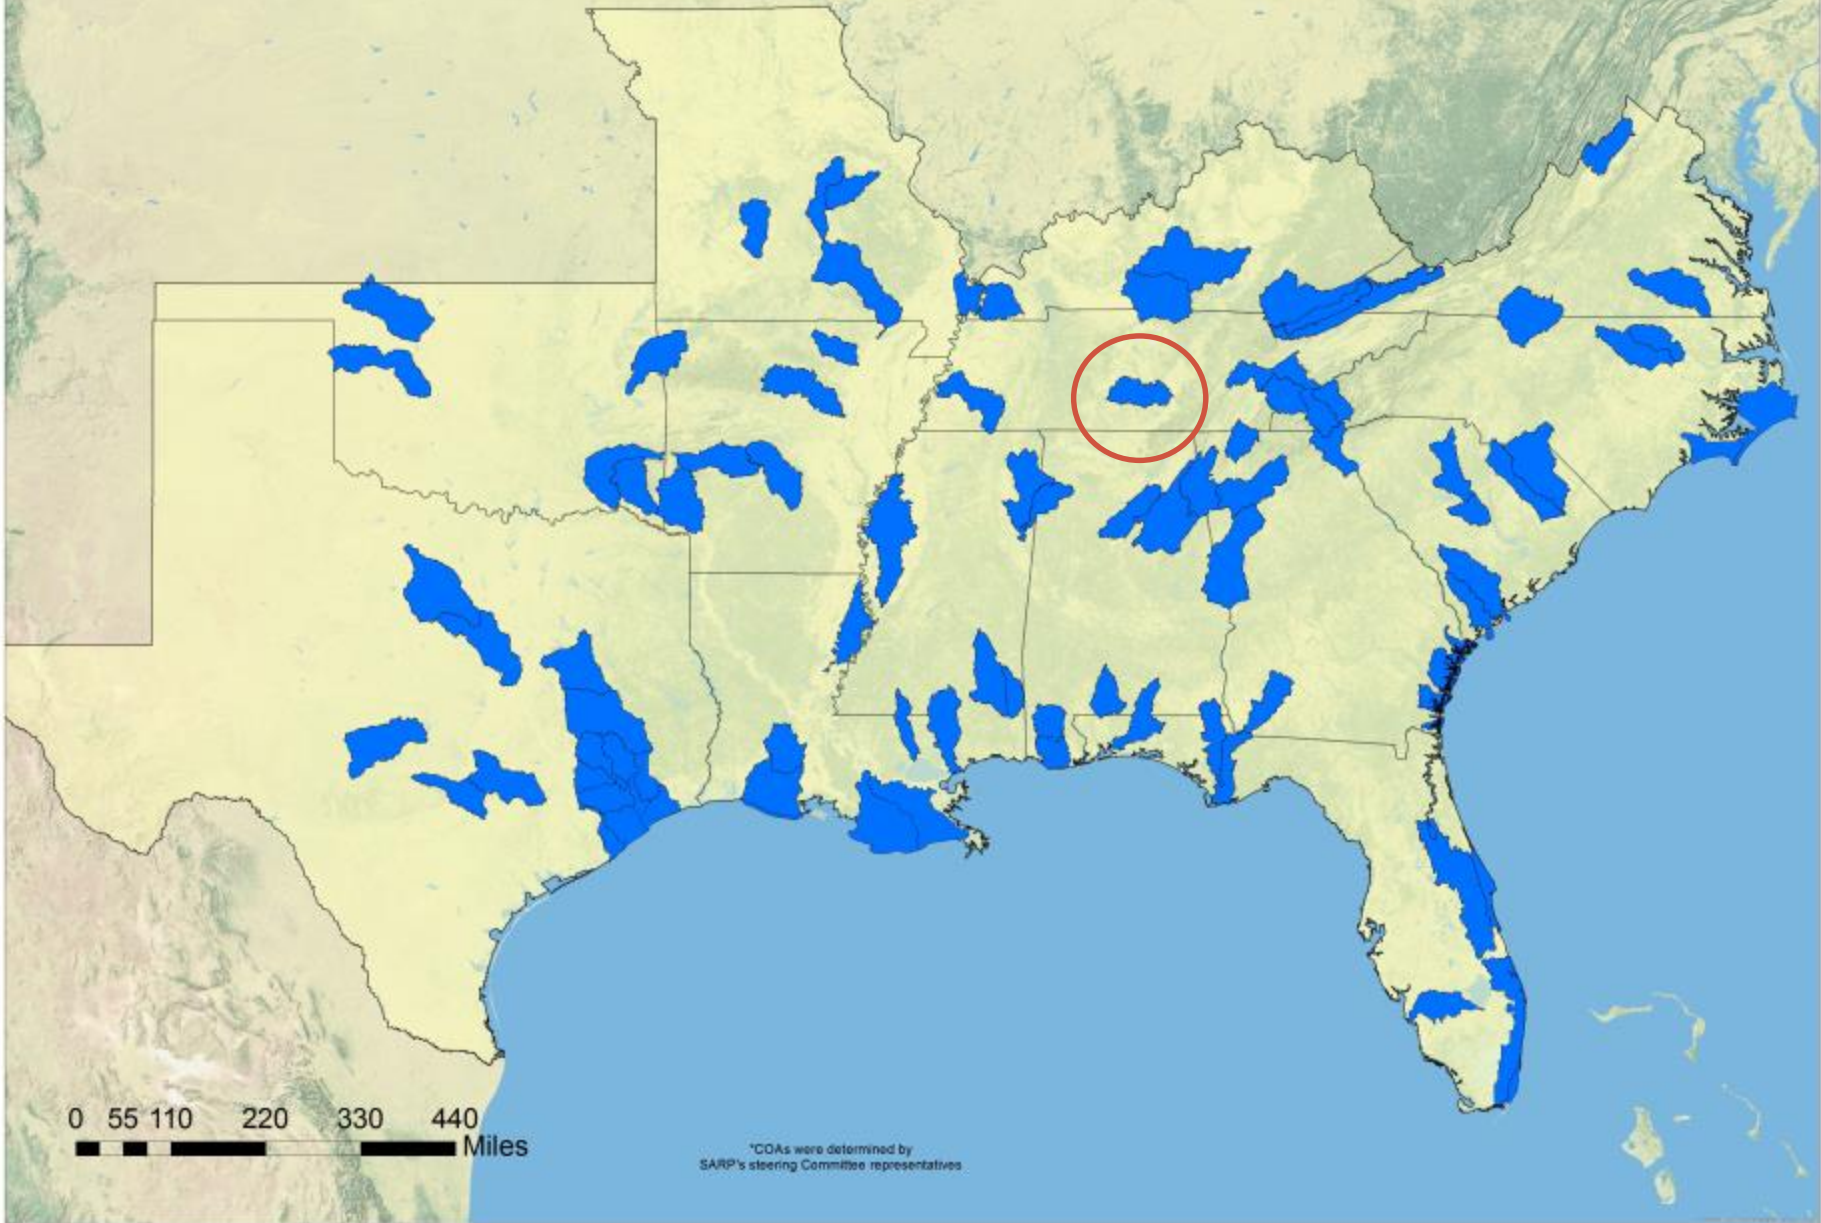 0 55 110 220 330 440
Miles
*COAs were determined by
SARP's steering Committee representatives